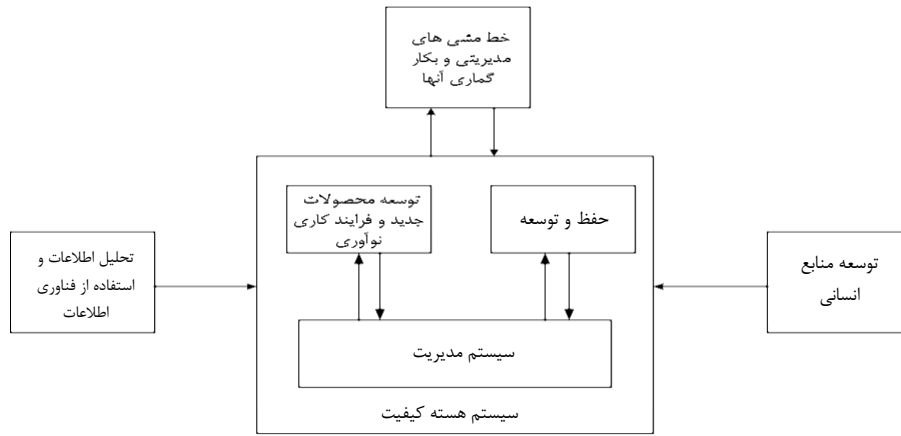 خط مشی های
مدیریتی و بکار
گماری آنها
توسعه محصولات
جدید و فرایند کاری
نوآوری
حفظ و توسعه
تحلیل اطلاعات و
استفاده از فناوری
اطلاعات
توسعه منابع
انسانی
سیستم مدیریت
سیستم هسته کیفیت